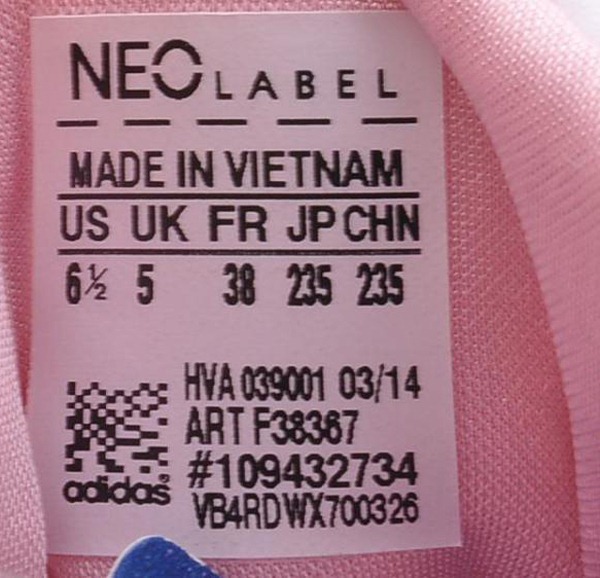 NEO LABEL
MADE IN VIETNAM
US UK FR JP CHN
6½ 5 38 235 235
HVA 039001 03/14
ART F38367
#109432734
VB4RDWX700326
adidas